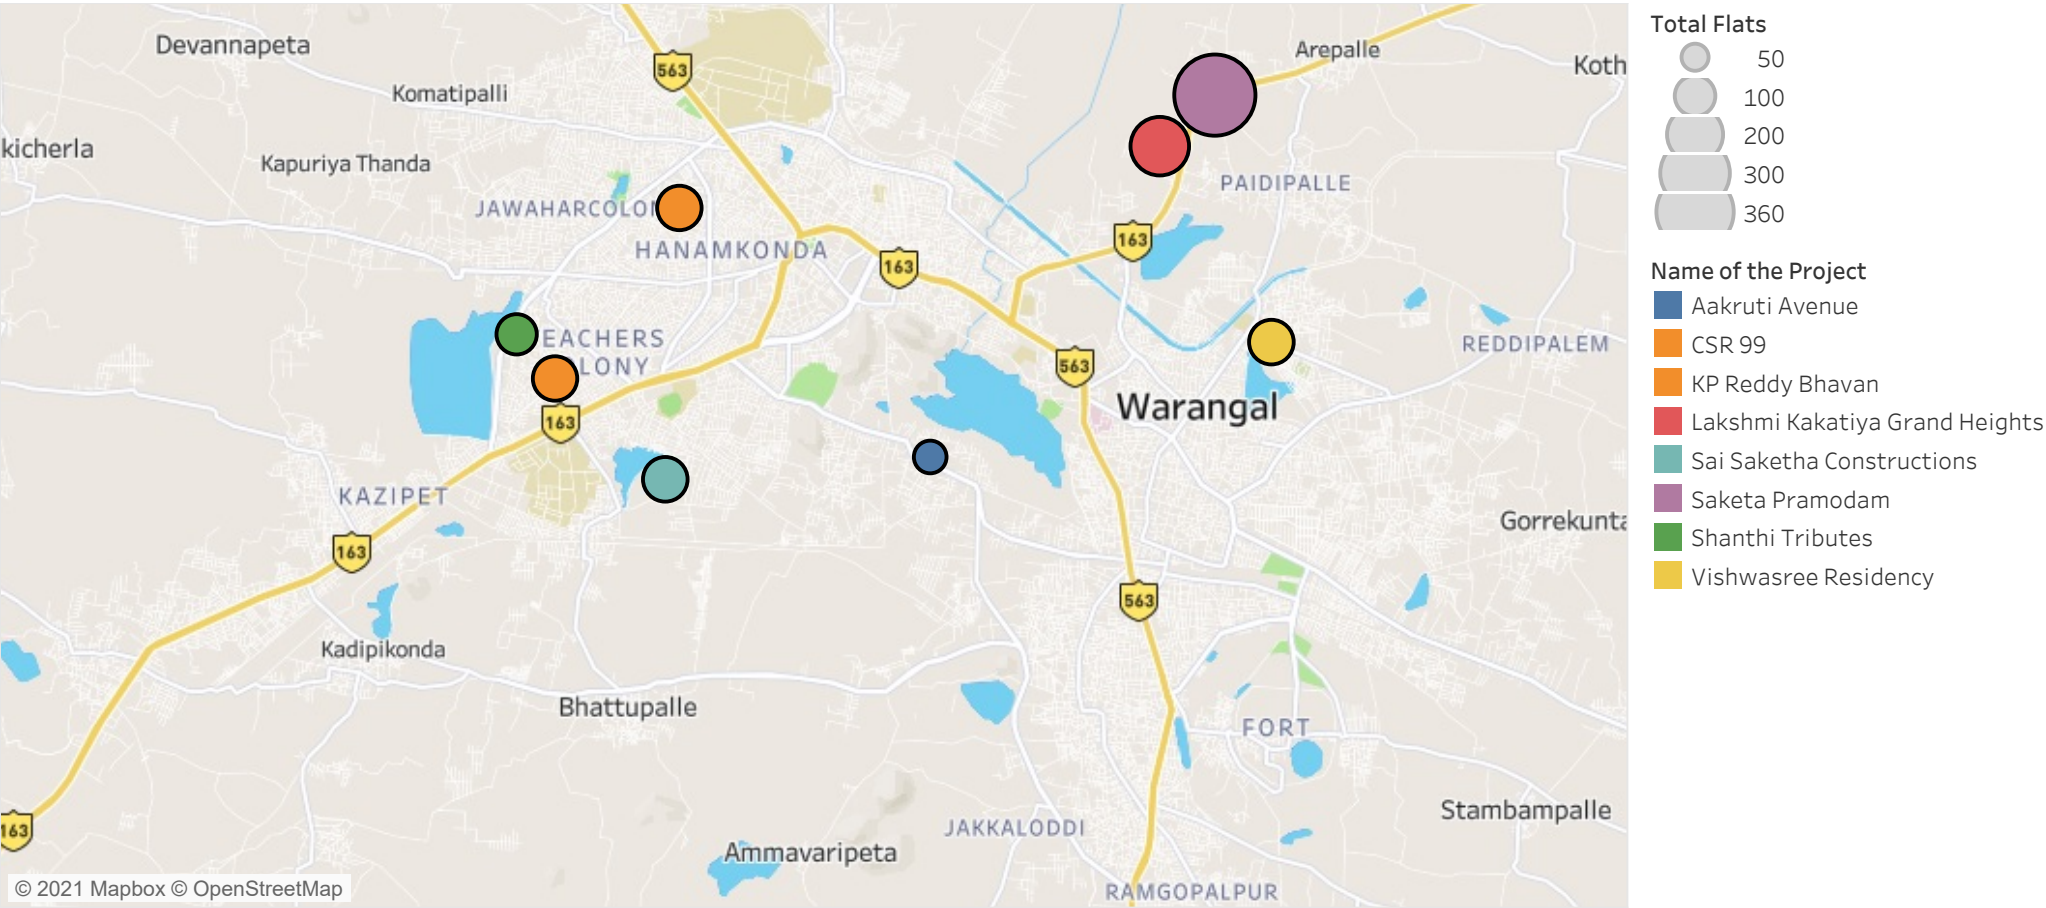 Devannapeta
563
Arepalle
Koth
Komatipalli
kicherla
Kapuriya Thanda
PAIDIPALLE
JAWAHARCOLO
HANAMKONDA
163
163
EACHERS
LONY
REDDIPALEM
563
Warangal
163
KAZIPET
Gorrekunta
163
563
Kadipikonda
Bhattupalle
FORT
Stambampalle
163
JAKKALODDI
Ammavaripeta
RAMGOPALPUR
© 2021 Mapbox © OpenStreetMap
Total Flats
50
100
200
300
360
Name of the Project
Aakruti Avenue
CSR 99
KP Reddy Bhavan
Lakshmi Kakatiya Grand Heights
Sai Saketha Constructions
Saketa Pramodam
Shanthi Tributes
Vishwasree Residency